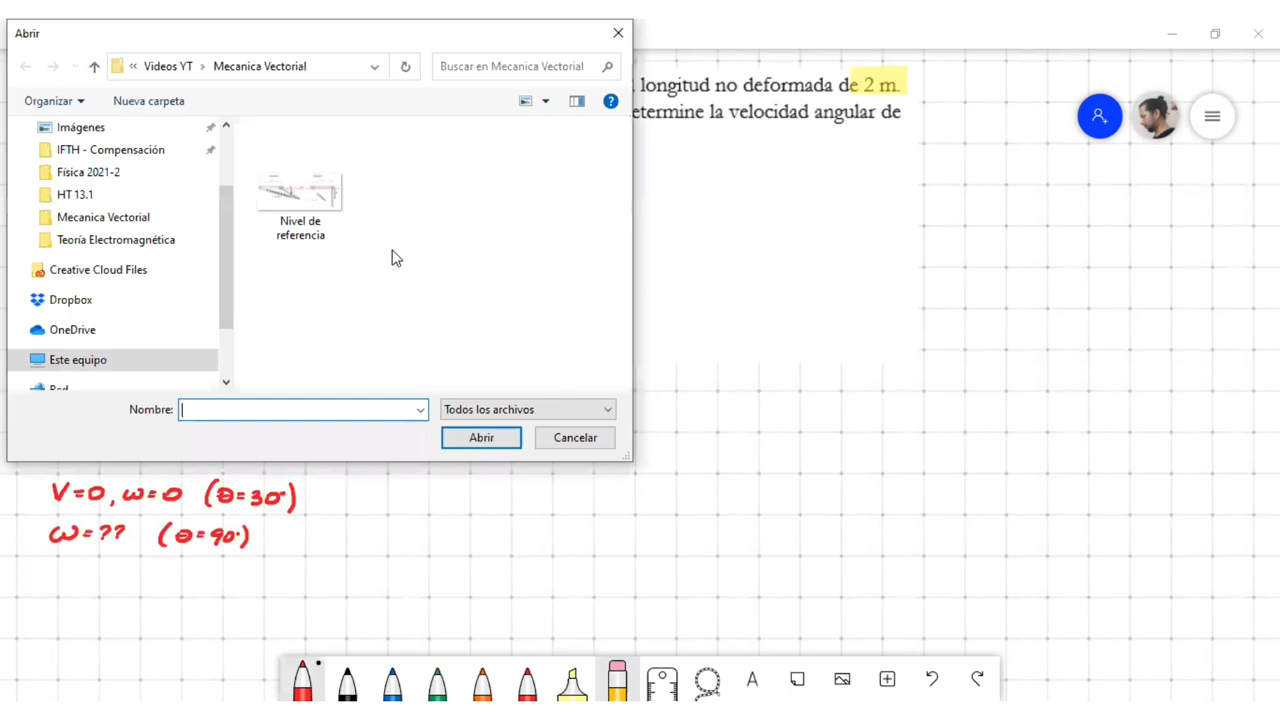 Abrir
Videos YT
Mecanica Vectorial
Buscar en Mecanica Vectorial
longitud no deformada de 2 m.
etermine la velocidad angular de
Organizar
Nueva carpeta
Imágenes
IFTH - Compensación
Física 2021-2
HT 13.1
Mecanica Vectorial
Teoría Electromagnética
Creative Cloud Files
Dropbox
OneDrive
Este equipo
Nivel de
referencia
Nombre:
Todos los archivos
Abrir
Cancelar
V=0, ω=0 (θ=30°)
ω=?? (θ=90°)